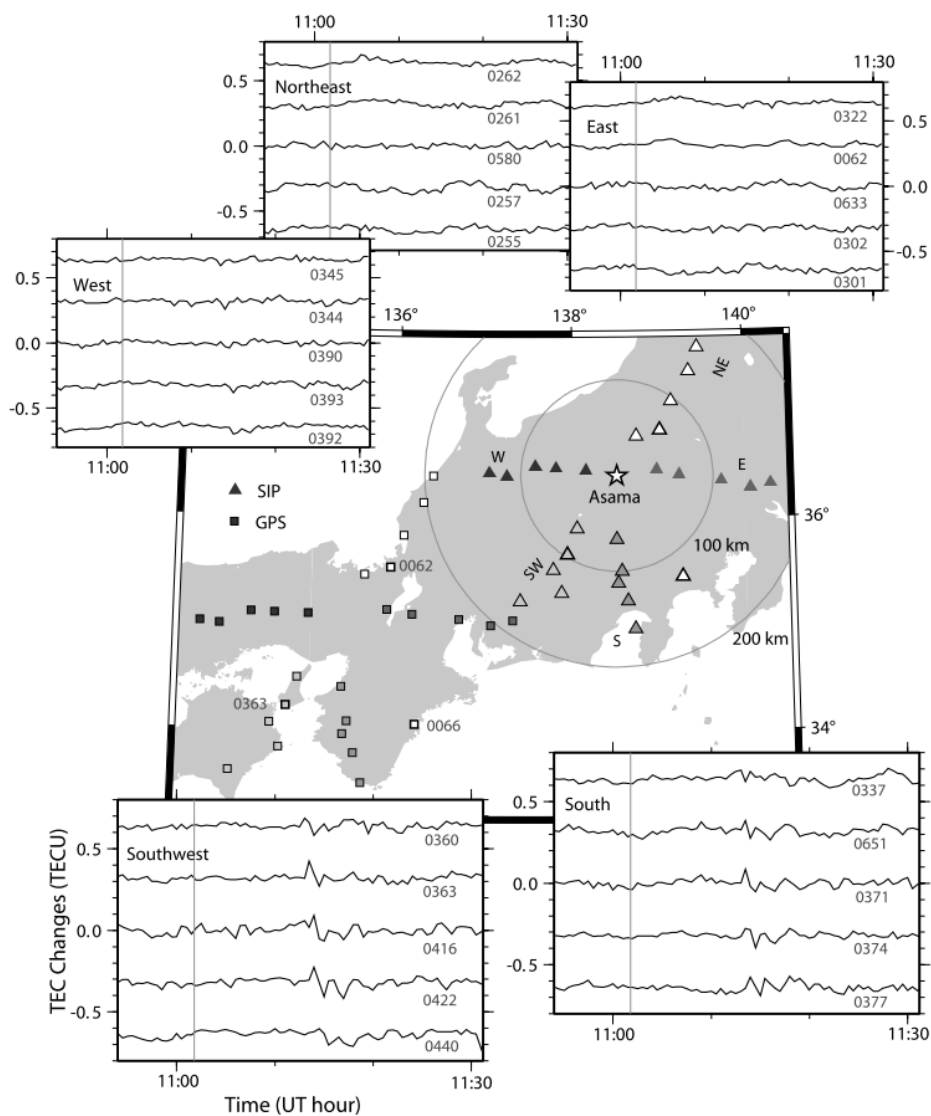 11:00 11:30
0.5
0.0
-0.5
Northeast
0262
0261
0580
0257
0255
11:00 11:30
East
0322
0062
0633
0302
0301
0.5
0.0
-0.5
0.5
0.0
-0.5
West
0345
0344
0390
0393
0392
11:00 11:30
136° 138° 140°
NE
W
E
Asama
SIP
GPS
36°
100 km
SW
0062
S
200 km
0363
0066
34°
0.5
0.0
-0.5
Southwest
0360
0363
0416
0422
0440
11:00 11:30
TEC Changes (TECU)
Time (UT hour)
0.5
0.0
-0.5
South
0337
0651
0371
0374
0377
11:00 11:30